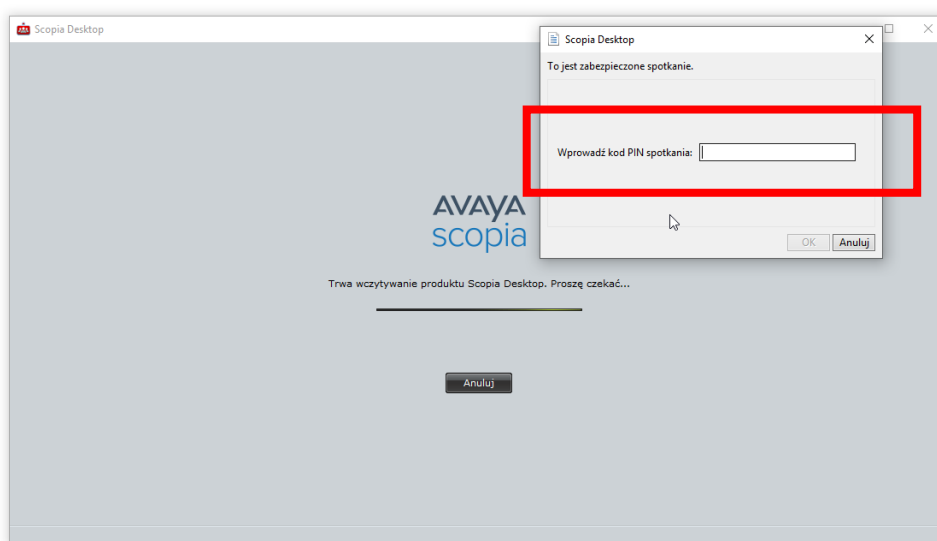 Scopia Desktop
Scopia Desktop
To jest zabezpieczone spotkanie.
Wprowadź kod PIN spotkania:
OK
Anuluj
AVAYA
scopia
Trwa wczytywanie produktu Scopia Desktop. Proszę czekać...
Anuluj